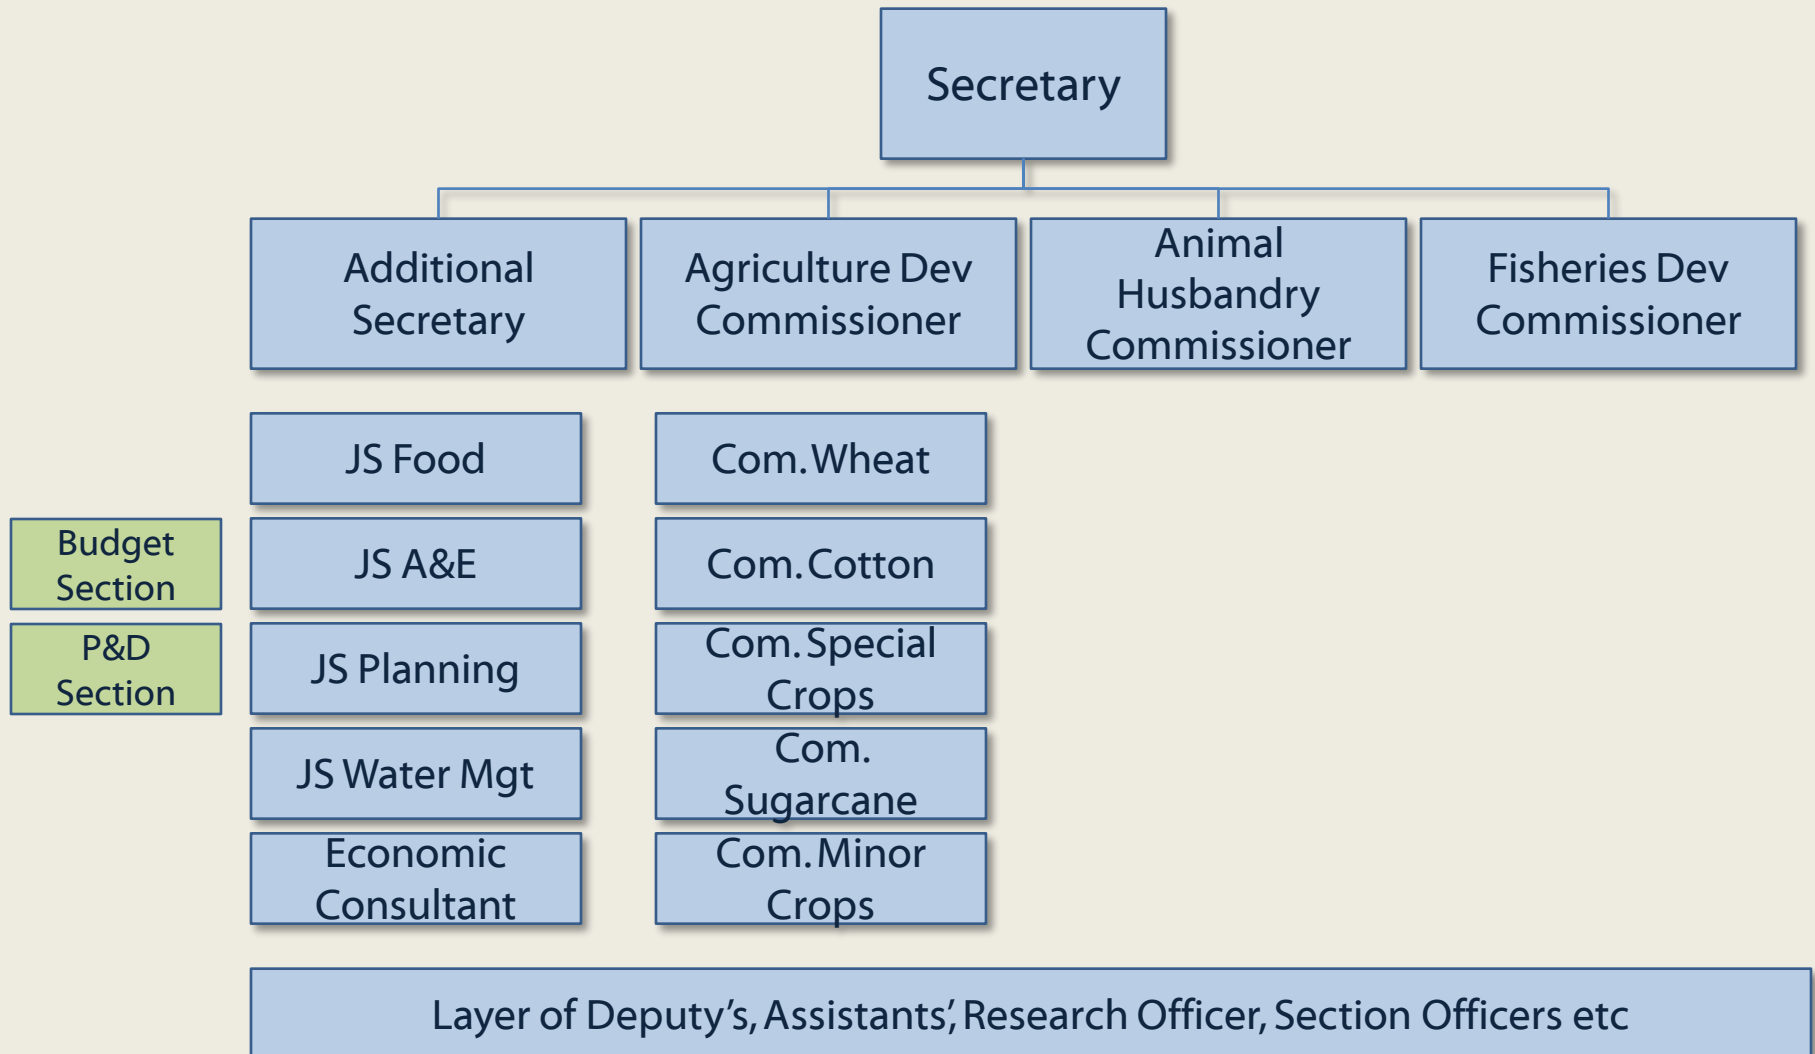 Secretary
Additional
Secretary
Agriculture Dev
Commissioner
Animal
Husbandry
Commissioner
Fisheries Dev
Commissioner
JS Food
Com. Wheat
Budget
Section
JS A&E
Com. Cotton
P&D
Section
JS Planning
Com. Special
Crops
JS Water Mgt
Com.
Sugarcane
Economic
Consultant
Com. Minor
Crops
Layer of Deputy’s, Assistants’, Research Officer, Section Officers etc